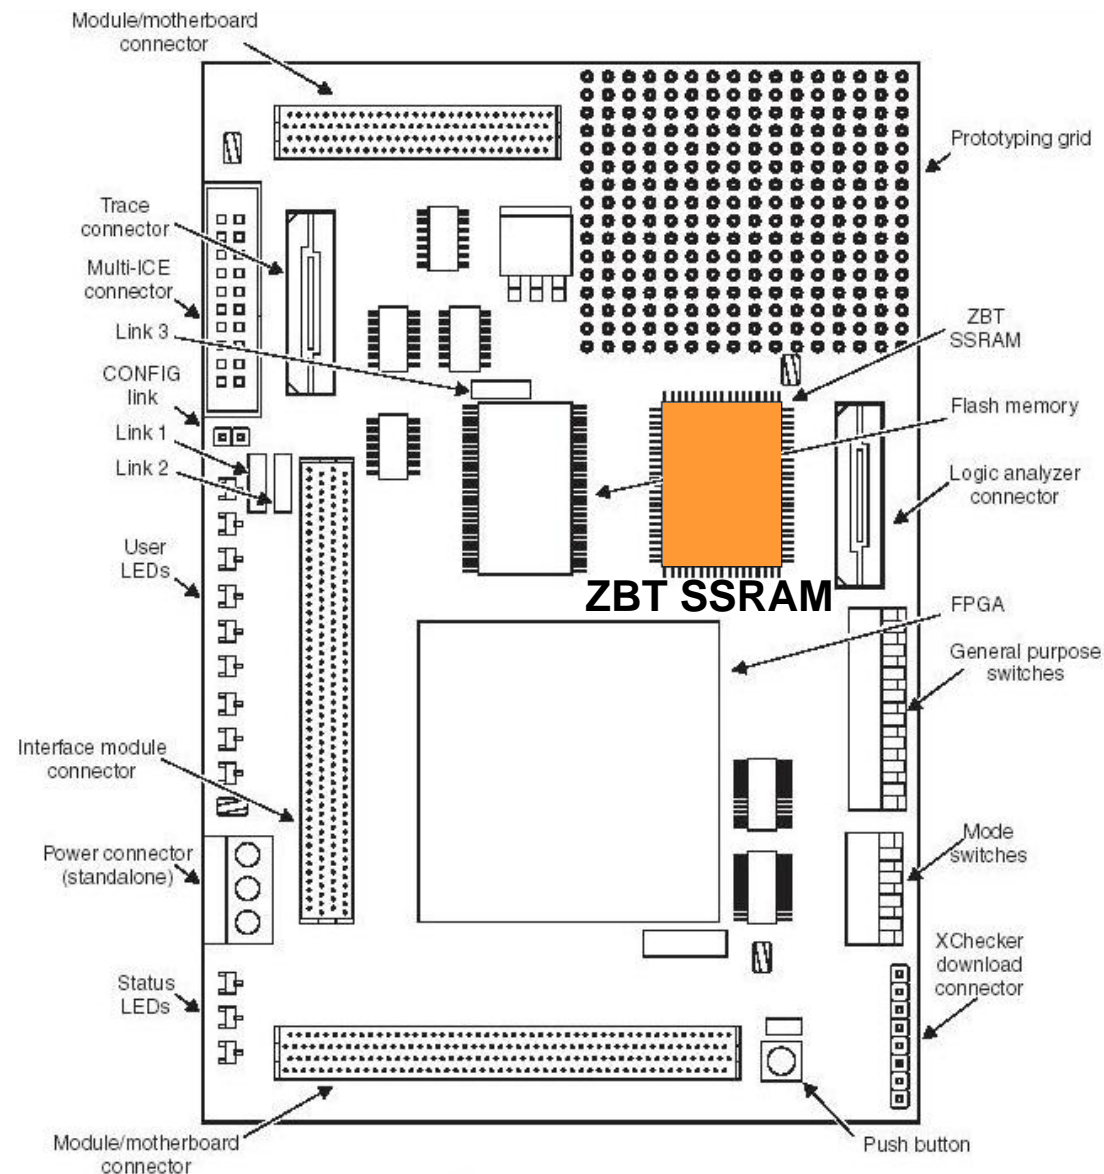 Module/motherboard
connector
Prototyping grid
Trace
connector
Multi-ICE
connector
Link 3
ZBT
SSRAM
CONFIG
link
Flash memory
Link 1
Link 2
Logic analyzer
connector
User
LEDs
ZBT SSRAM
FPGA
General purpose
switches
Interface module
connector
Mode
switches
Power connector
(standalone)
XChecker
download
connector
Status
LEDs
Module/motherboard
connector
Push button